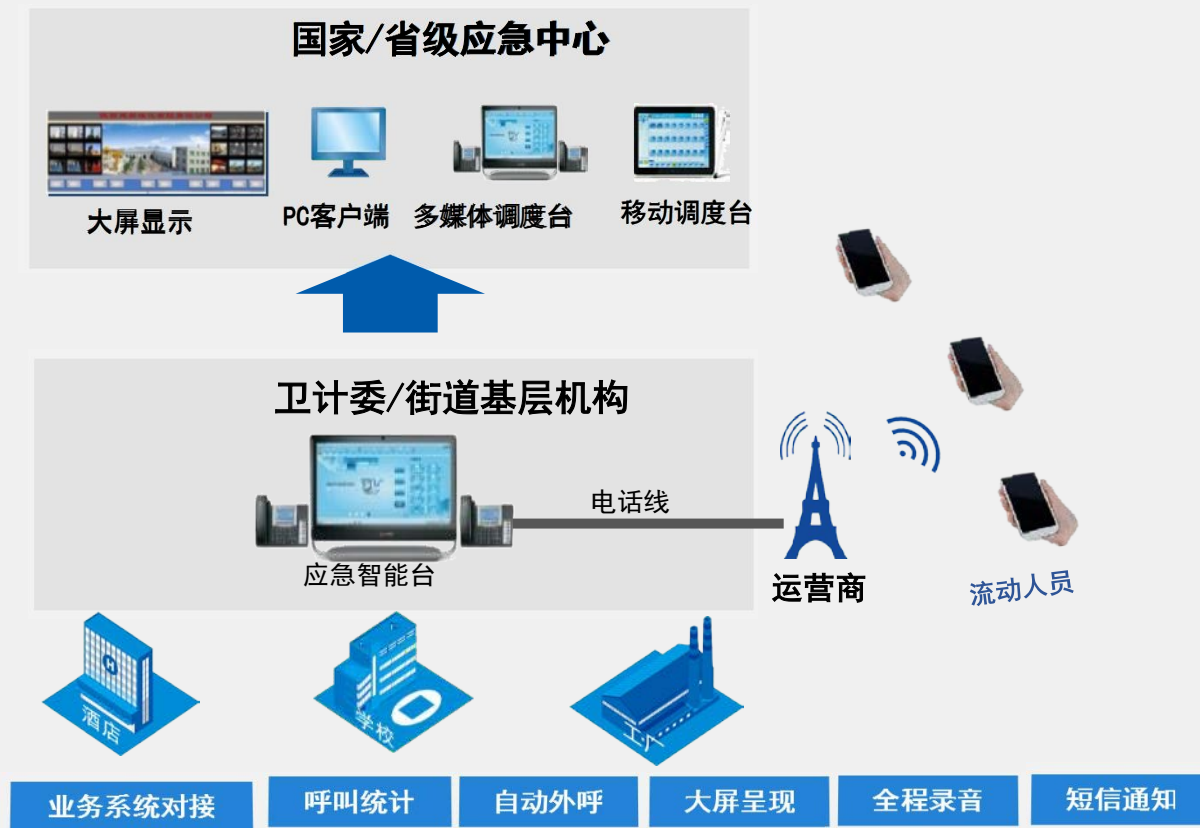 国家/省级应急中心
大屏显示
PC客户端
多媒体调度台
移动调度台
卫计委/街道基层机构
电话线
应急智能台
运营商
流动人员
酒店
学校
工厂
业务系统对接
呼叫统计
自动外呼
大屏呈现
全程录音
短信通知